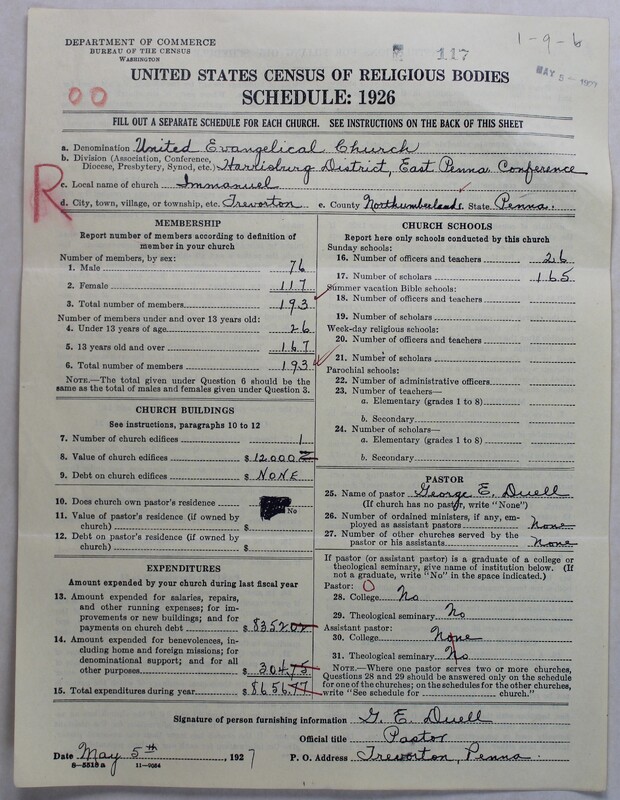 DEPARTMENT OF COMMERCE
BUREAU OF THE CENSUS
WASHINGTON
117
1-9-6
MAY 5-1927
UNITED STATES CENSUS OF RELIGIOUS BODIES
SCHEDULE: 1926
FILL OUT A SEPARATE SCHEDULE FOR EACH CHURCH. SEE INSTRUCTIONS ON THE BACK OF THIS SHEET
a. Denomination United Evangelical Church
b. Division (Association, Conference,
Diocese, Presbytery, Synod, etc.) Harrisburg District, East Penna. Conference
R
c. Local name of church Immanuel
d. City, town, village, or township, etc. Treworton e. County Northumberland f. State Penna.
MEMBERSHIP
Report number of members according to definition of
member in your church
Number of members, by sex:
1. Male 76
2. Female 117
3. Total number of members 193
Number of members under and over 13 years old:
4. Under 13 years of age 26
5. 13 years old and over 167
6. Total number of members 193
NOTE.—The total given under Question 6 should be
the same as the total of males and females given under Question 3.
CHURCH BUILDINGS
See instructions, paragraphs 10 to 12
7. Number of church edifices 1
8. Value of church edifices $ 12000
9. Debt on church edifices $ NONE
10. Does church own pastor's residence No
11. Value of pastor's residence (if owned by
church) $
12. Debt on pastor's residence (if owned by
church) $
EXPENDITURES
Amount expended by your church during last fiscal year
13. Amount expended for salaries, repairs,
and other running expenses; for im-
provements or new buildings; and for
payments on church debt $ 8352.02
14. Amount expended for benevolences, in-
cluding home and foreign missions; for
denominational support; and for all
other purposes 304.75
15. Total expenditures during year $ 8656.77
CHURCH SCHOOLS
Report here only schools conducted by this church
Sunday schools:
16. Number of officers and teachers 26
17. Number of scholars 165
Summer vacation Bible schools:
18. Number of officers and teachers
19. Number of scholars
Week-day religious schools:
20. Number of officers and teachers
21. Number of scholars
Parochial schools:
22. Number of administrative officers
23. Number of teachers—
a. Elementary (grades 1 to 8)
b. Secondary
24. Number of scholars—
a. Elementary (grades 1 to 8)
b. Secondary
PASTOR
25. Name of pastor George E. Duell
(If church has no pastor, write "None")
26. Number of ordained ministers, if any, em-
ployed as assistant pastors None
27. Number of other churches served by the
pastor or his assistants None
If pastor (or assistant pastor) is a graduate of a college or
theological seminary, give name of institution below. (If
not a graduate, write "No" in the space indicated.)
Pastor:
28. College No
29. Theological seminary No
Assistant pastor:
30. College None
31. Theological seminary No
NOTE.—Where one pastor serves two or more churches,
Questions 28 and 29 should be answered only on the schedule
for one of the churches; on the schedules for the other churches,
write "See schedule for church."
Signature of person furnishing information G. E. Duell
Official title Pastor
Date May 5th, 1927 P. O. Address Treworton, Penna.
8-5518 a 11-9064